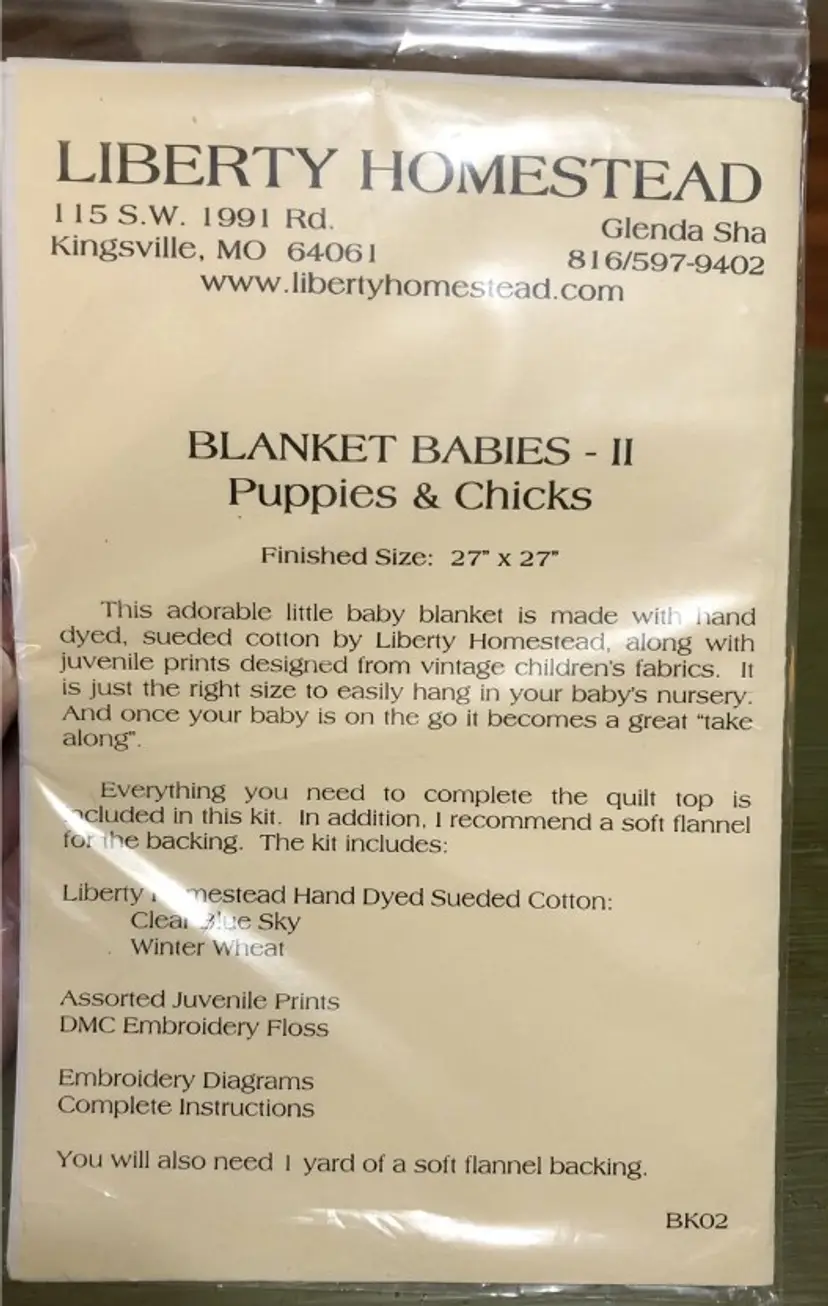 LIBERTY HOMESTEAD
115 S.W. 1991 Rd.
Glenda Sha
Kingsville, MO 64061
816/597-9402
www.libertyhomestead.com
BLANKET BABIES - II
Puppies & Chicks
Finished Size: 27" x 27"
This adorable little baby blanket is made with hand
dyed, sueded cotton by Liberty Homestead, along with
juvenile prints designed from vintage children's fabrics. It
is just the right size to easily hang in your baby's nursery.
And once your baby is on the go it becomes a great "take
along".
Everything you need to complete the quilt top is
included in this kit. In addition, I recommend a soft flannel
for the backing. The kit includes:
Liberty Homestead Hand Dyed Sueded Cotton:
Clear Blue Sky
Winter Wheat
Assorted Juvenile Prints
DMC Embroidery Floss
Embroidery Diagrams
Complete Instructions
You will also need 1 yard of a soft flannel backing.
BK02